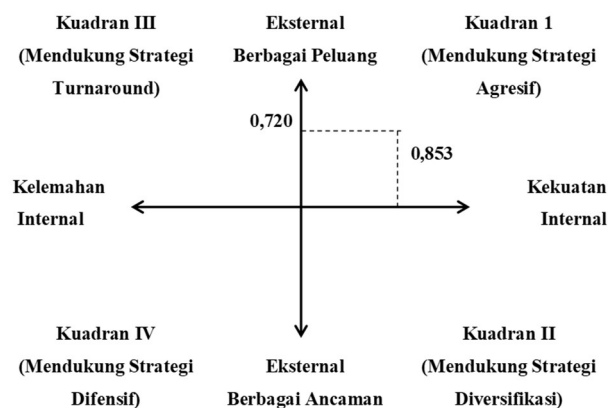 Kuadran III
(Mendukung Strategi
Turnaround)
Eksternal
Berbagai Peluang
Kuadran 1
(Mendukung Strategi
Agresif)
0,720
0,853
Kelemahan
Internal
Kekuatan
Internal
Kuadran IV
(Mendukung Strategi
Difensif)
Eksternal
Berbagai Ancaman
Kuadran II
(Mendukung Strategi
Diversifikasi)